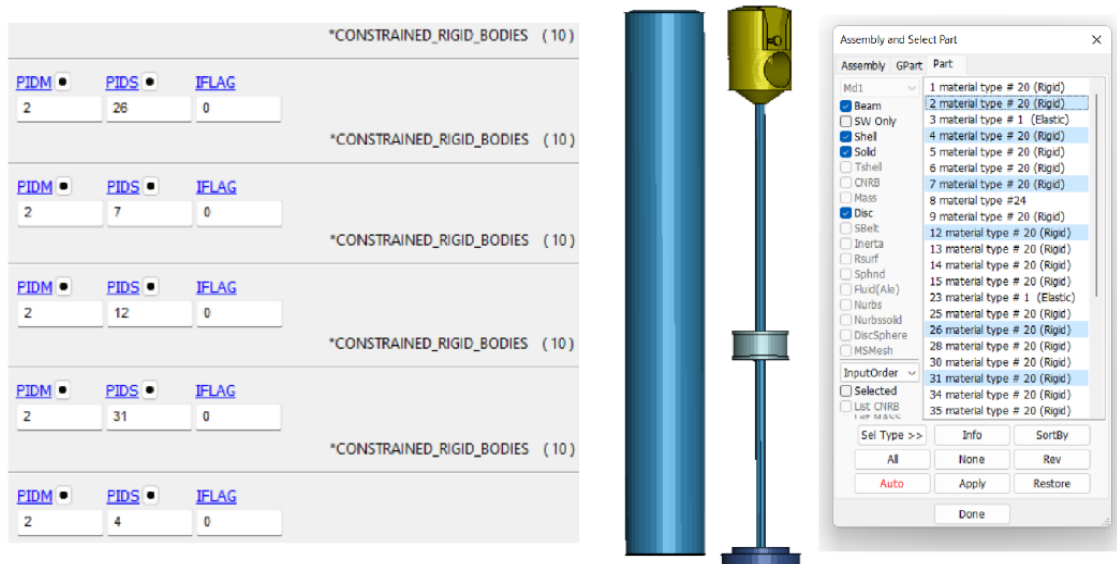 *CONSTRAINED_RIGID_BODIES (10)
PIDM PIDS IFLAG
2 26 0
*CONSTRAINED_RIGID_BODIES (10)
PIDM PIDS IFLAG
2 7 0
*CONSTRAINED_RIGID_BODIES (10)
PIDM PIDS IFLAG
2 12 0
*CONSTRAINED_RIGID_BODIES (10)
PIDM PIDS IFLAG
2 31 0
*CONSTRAINED_RIGID_BODIES (10)
PIDM PIDS IFLAG
2 4 0
Assembly and Select Part
Assembly GPart Part
Md1
Beam
SW Only
Shell
Solid
Tshell
CNRB
Mass
Disc
SBelt
Inerta
Rsurf
Sphnd
Fluid(Ale)
Nurbs
Nurbssolid
DiscSphere
MSMesh
InputOrder
Selected
List CNRB
List MASS
1 material type # 20 (Rigid)
2 material type # 20 (Rigid)
3 material type # 1 (Elastic)
4 material type # 20 (Rigid)
5 material type # 20 (Rigid)
6 material type # 20 (Rigid)
7 material type # 20 (Rigid)
8 material type #24
9 material type # 20 (Rigid)
12 material type # 20 (Rigid)
13 material type # 20 (Rigid)
14 material type # 20 (Rigid)
15 material type # 20 (Rigid)
23 material type # 1 (Elastic)
25 material type # 20 (Rigid)
26 material type # 20 (Rigid)
28 material type # 20 (Rigid)
30 material type # 20 (Rigid)
31 material type # 20 (Rigid)
34 material type # 20 (Rigid)
35 material type # 20 (Rigid)
Sel Type >> Info SortBy
All None Rev
Auto Apply Restore
Done